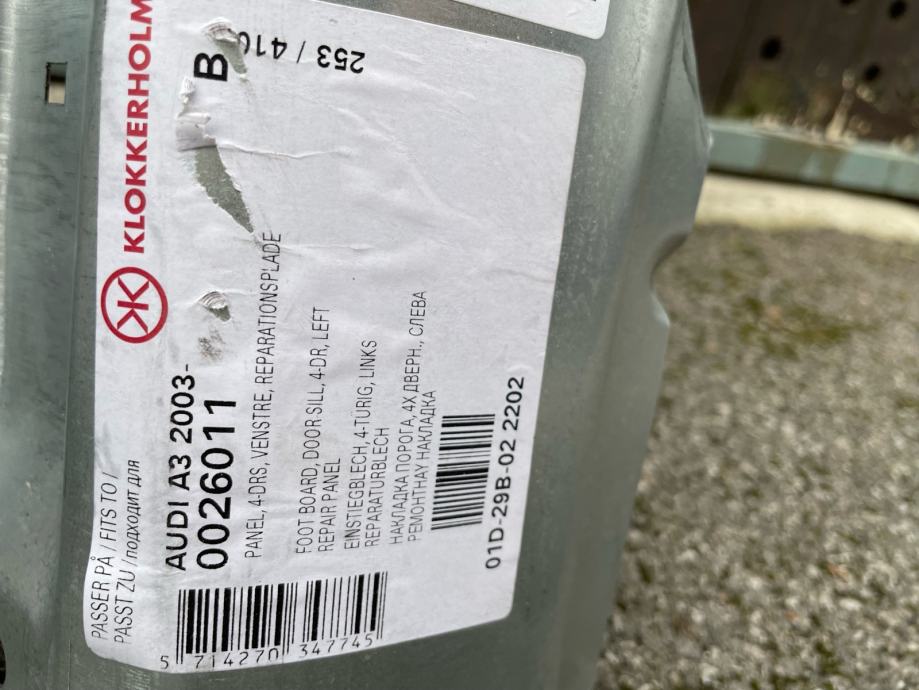 PASSER PÅ / FITS TO /
PASST ZU / подходит для
KLOKKERHOLM
AUDI A3 2003-
0026011
B
253 / 410
PANEL, 4-DRS, VENSTRE, REPARATIONSPLADE
FOOT BOARD, DOOR SILL, 4-DR, LEFT
REPAIR PANEL
EINSTIEGBLECH, 4-TÜRIG, LINKS
REPARATURBLECH
НАКЛАДКА ПОРОГА, 4Х ДВЕРН., СЛЕВА
РЕМОНТНАУ НАКЛАДКА
5 714270 347745
01D-29B-02 2202